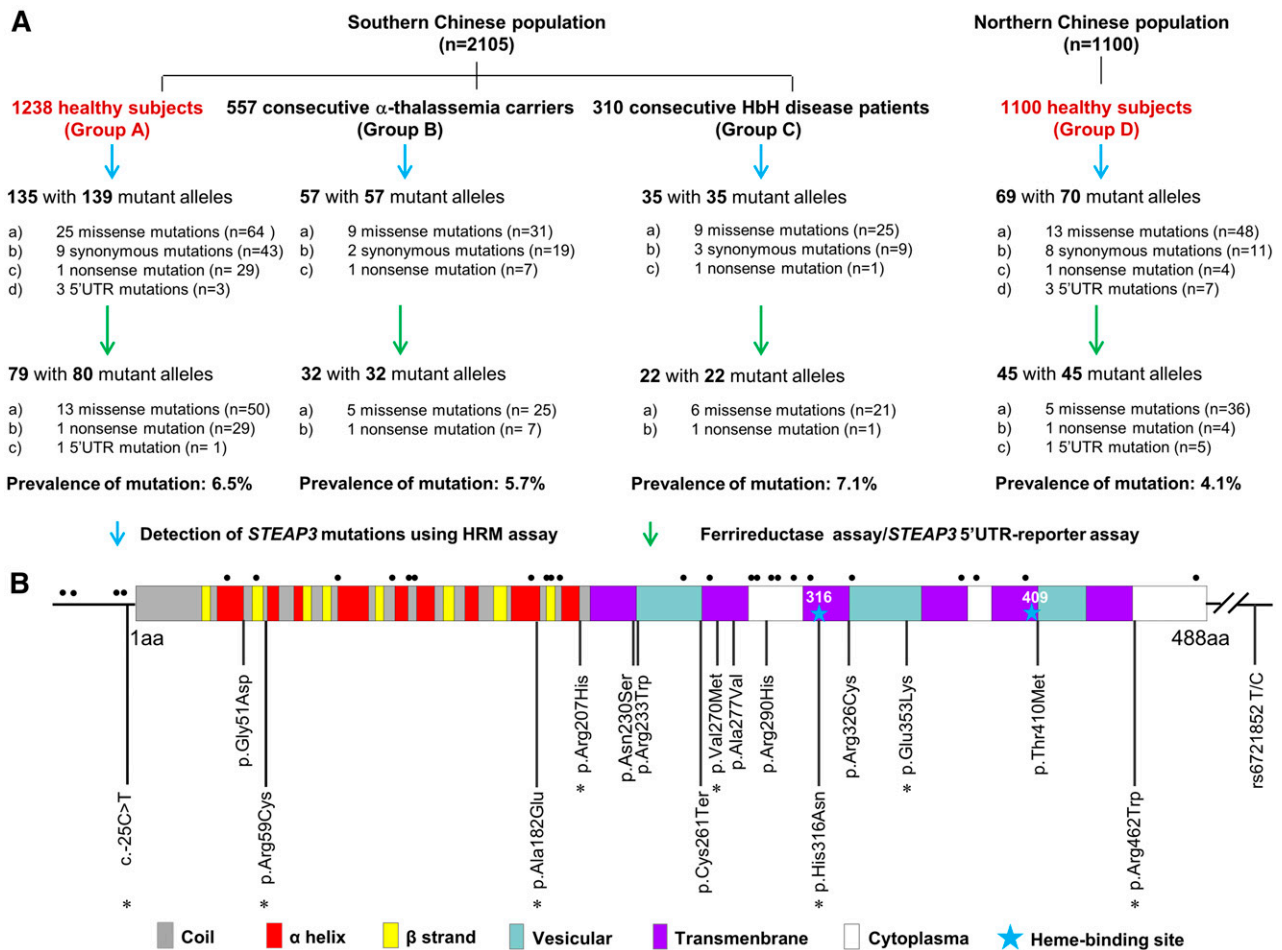 A
Southern Chinese population
(n=2105)
Northern Chinese population
(n=1100)
1238 healthy subjects
(Group A)
557 consecutive α-thalassemia carriers
(Group B)
310 consecutive HbH disease patients
(Group C)
1100 healthy subjects
(Group D)
135 with 139 mutant alleles
a) 25 missense mutations (n=64 )
b) 9 synonymous mutations (n=43)
c) 1 nonsense mutation (n= 29)
d) 3 5'UTR mutations (n=3)
57 with 57 mutant alleles
a) 9 missense mutations (n=31)
b) 2 synonymous mutations (n=19)
c) 1 nonsense mutation (n=7)
35 with 35 mutant alleles
a) 9 missense mutations (n=25)
b) 3 synonymous mutations (n=9)
c) 1 nonsense mutation (n=1)
69 with 70 mutant alleles
a) 13 missense mutations (n=48)
b) 8 synonymous mutations (n=11)
c) 1 nonsense mutation (n=4)
d) 3 5'UTR mutations (n=7)
79 with 80 mutant alleles
a) 13 missense mutations (n=50)
b) 1 nonsense mutation (n=29)
c) 1 5'UTR mutation (n= 1)
Prevalence of mutation: 6.5%
32 with 32 mutant alleles
a) 5 missense mutations (n= 25)
b) 1 nonsense mutation (n= 7)
Prevalence of mutation: 5.7%
22 with 22 mutant alleles
a) 6 missense mutations (n=21)
b) 1 nonsense mutation (n=1)
Prevalence of mutation: 7.1%
45 with 45 mutant alleles
a) 5 missense mutations (n=36)
b) 1 nonsense mutation (n=4)
c) 1 5'UTR mutation (n=5)
Prevalence of mutation: 4.1%
Detection of STEAP3 mutations using HRM assay
Ferrireductase assay/STEAP3 5'UTR-reporter assay
B
316
409
1aa
488aa
c.-25C>T
*
p.Gly51Asp
p.Arg59Cys
*
p.Ala182Glu
*
p.Arg207His
*
p.Asn230Ser
p.Arg233Trp
p.Cys261Ter
p.Val270Met
*
p.Ala277Val
p.Arg290His
p.His316Asn
*
p.Arg326Cys
p.Glu353Lys
*
p.Thr410Met
p.Arg462Trp
*
rs6721852 T/C
Coil
α helix
β strand
Vesicular
Transmenbrane
Cytoplasma
Heme-binding site